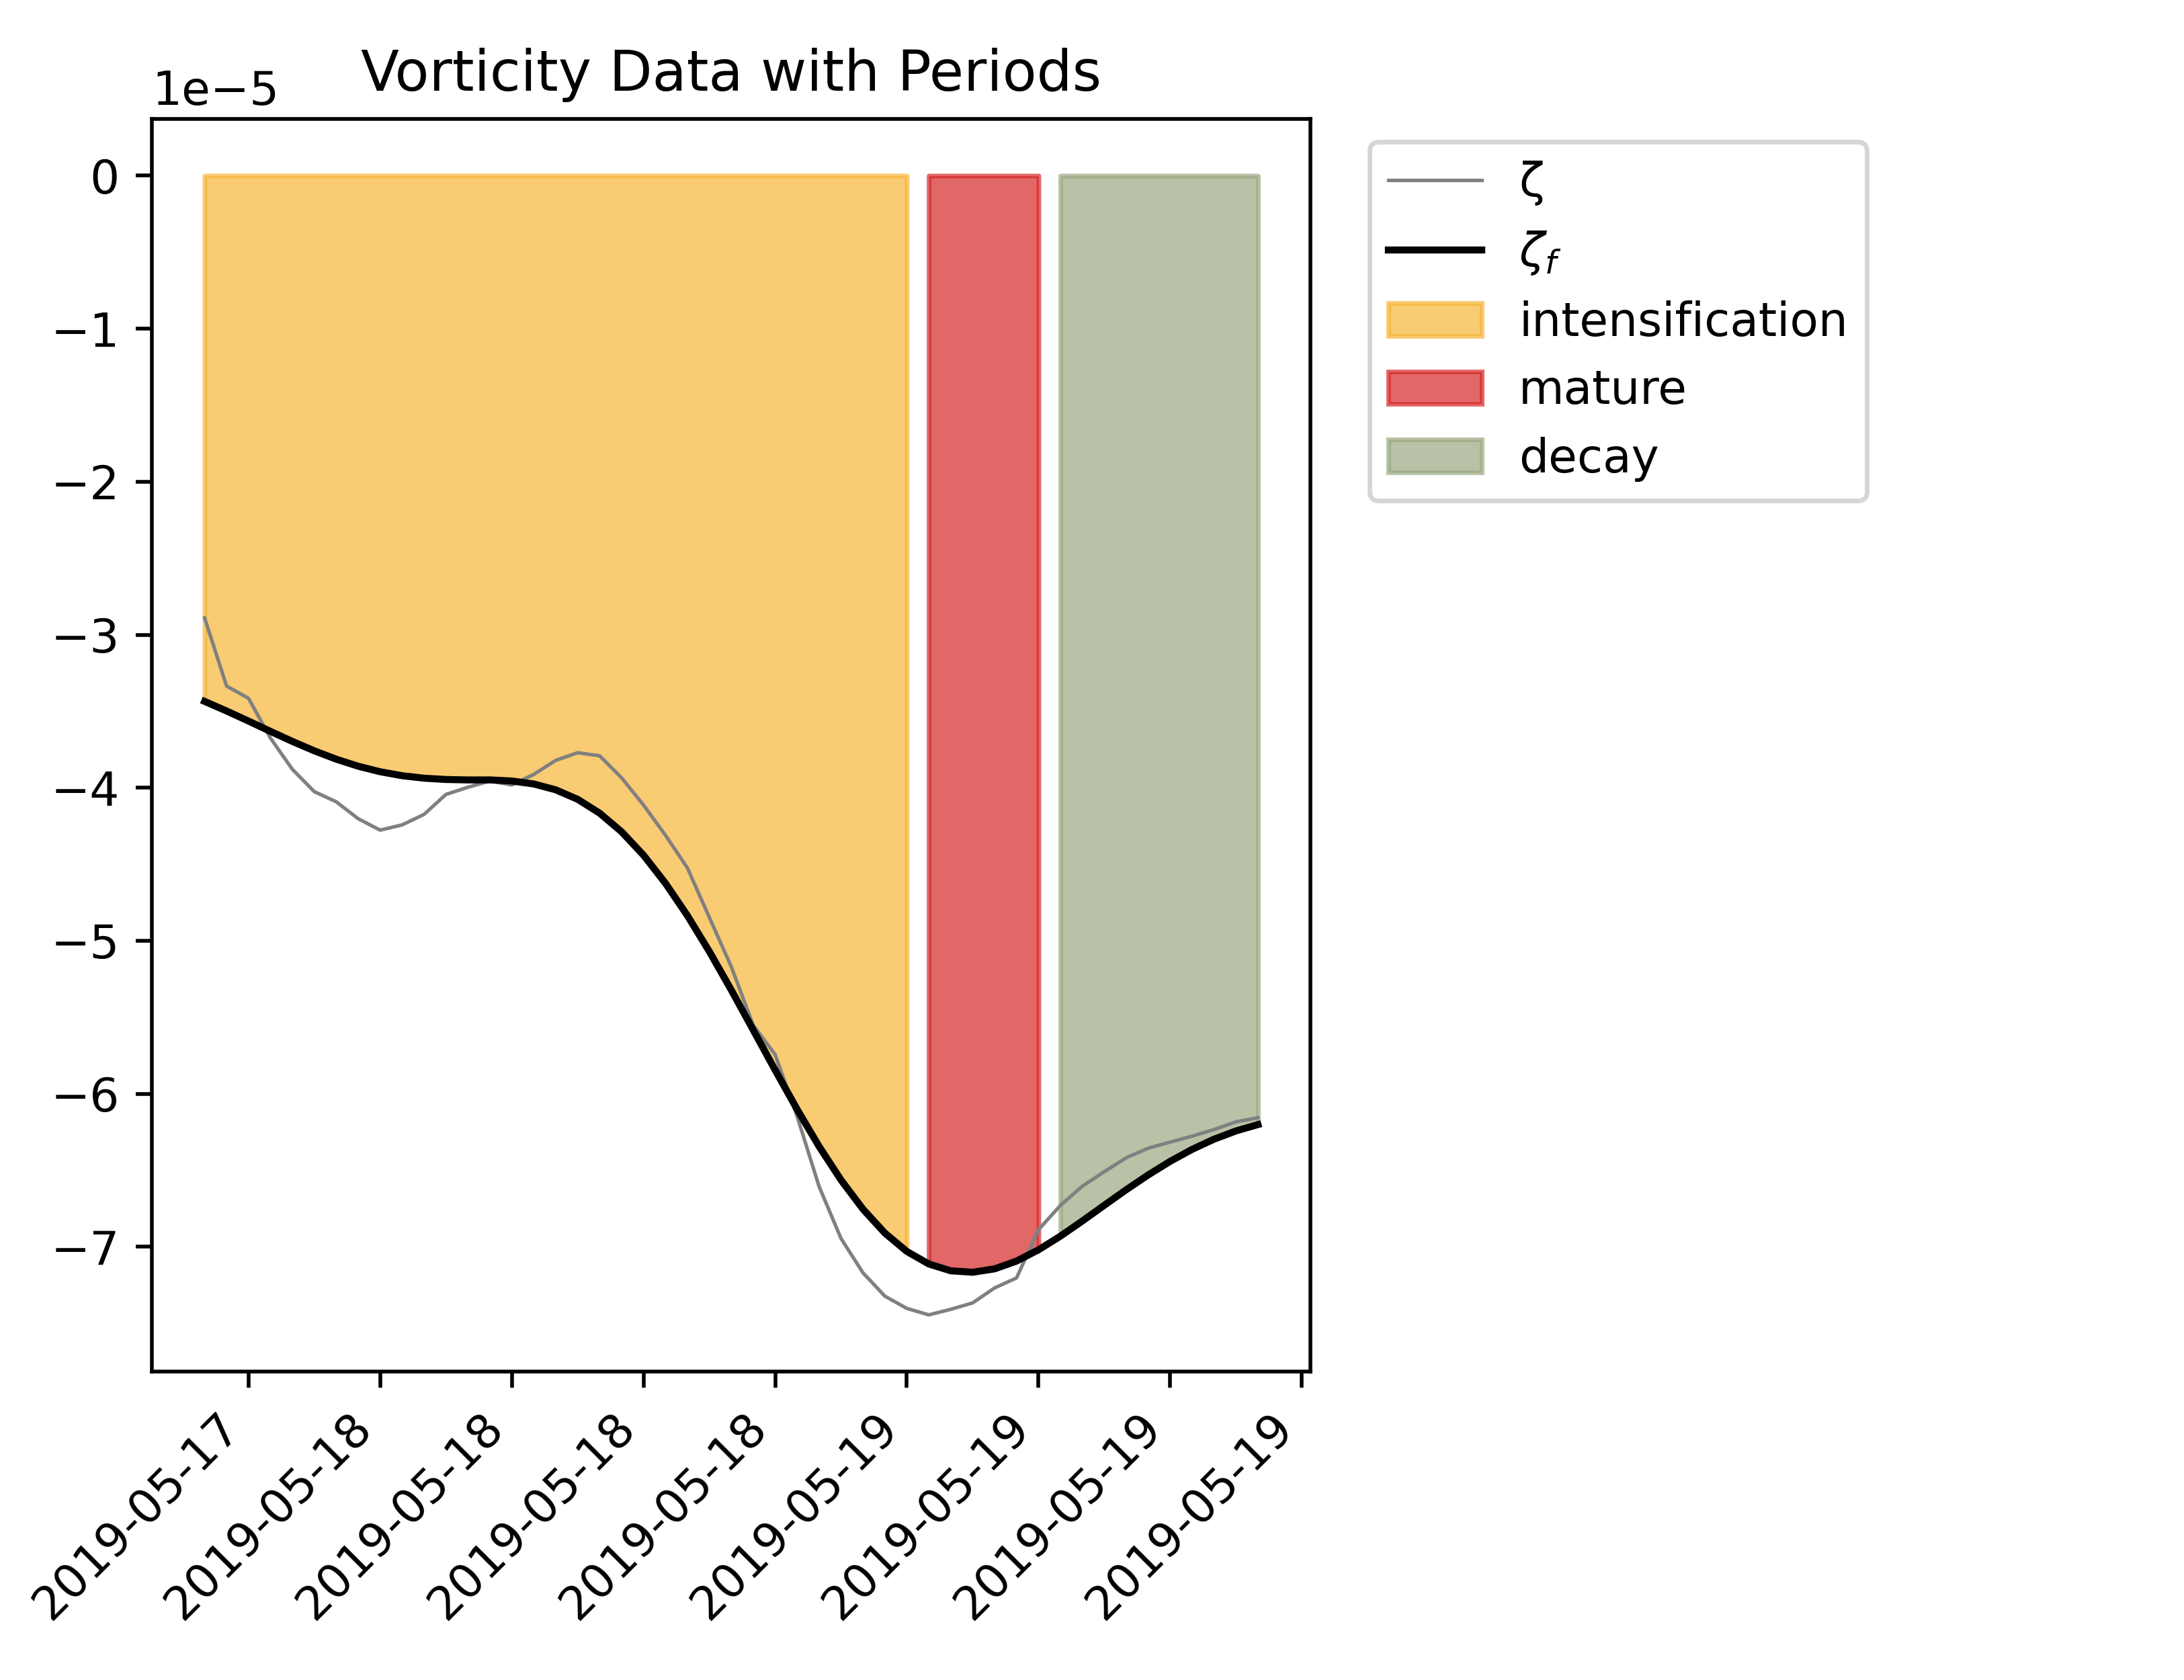 Vorticity Data with Periods
1e−5
0
−1
−2
−3
−4
−5
−6
−7
2019-05-17
2019-05-18
2019-05-18
2019-05-18
2019-05-18
2019-05-19
2019-05-19
2019-05-19
2019-05-19
ζ
ζf
intensification
mature
decay